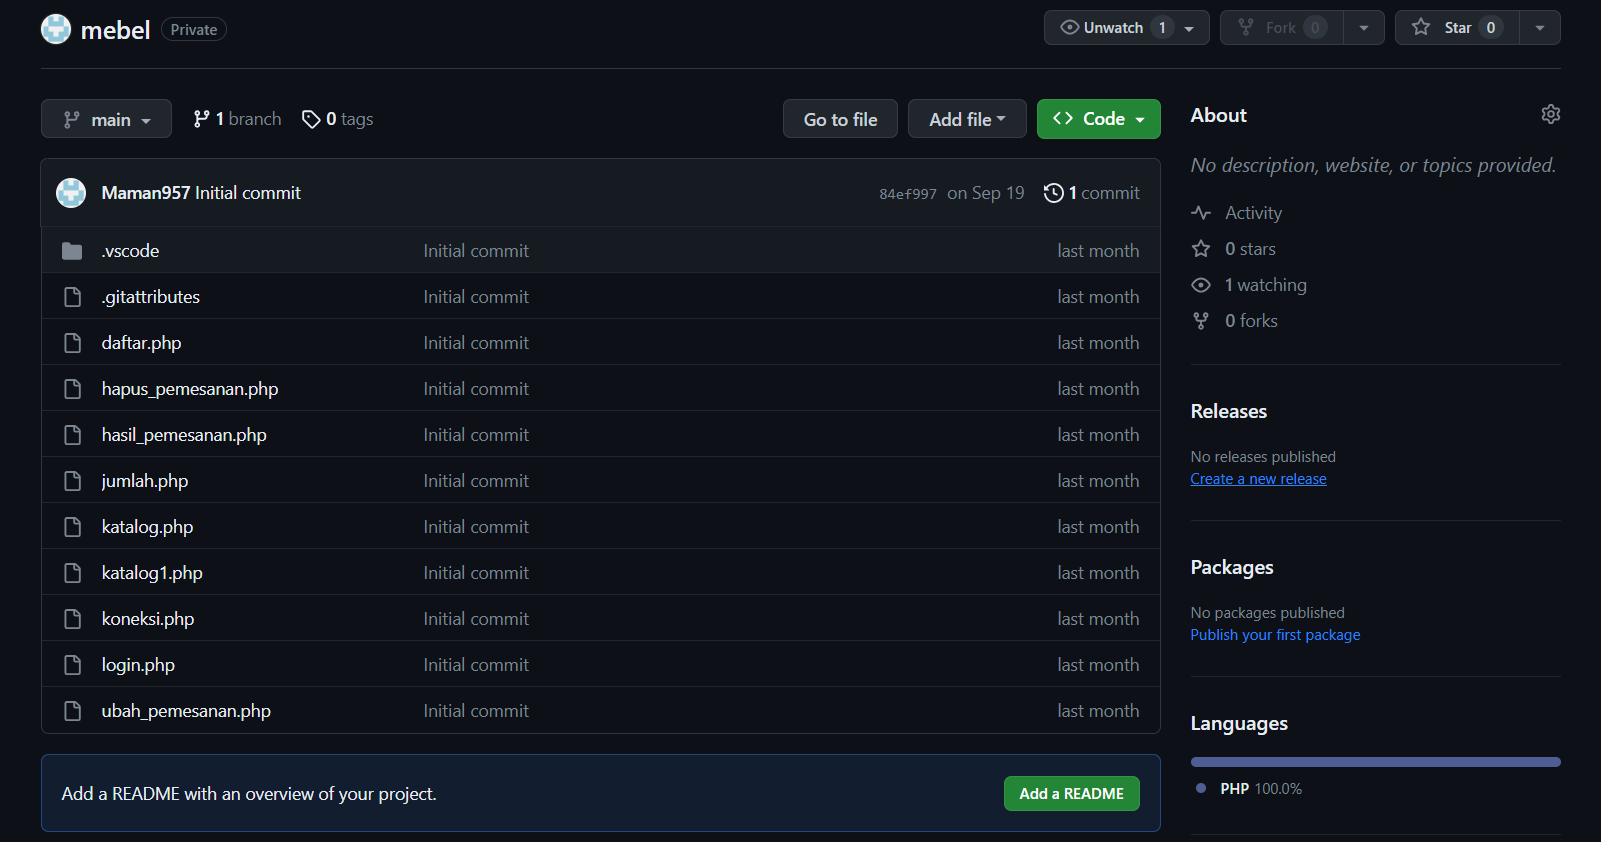 mebel Private Unwatch 1 Fork 0 Star 0
main 1 branch 0 tags Go to file Add file Code
Maman957 Initial commit 84ef997 on Sep 19 1 commit
.vscode Initial commit last month
.gitattributes Initial commit last month
daftar.php Initial commit last month
hapus_pemesanan.php Initial commit last month
hasil_pemesanan.php Initial commit last month
jumlah.php Initial commit last month
katalog.php Initial commit last month
katalog1.php Initial commit last month
koneksi.php Initial commit last month
login.php Initial commit last month
ubah_pemesanan.php Initial commit last month
Add a README with an overview of your project. Add a README
About
No description, website, or topics provided.
Activity
0 stars
1 watching
0 forks
Releases
No releases published
Create a new release
Packages
No packages published
Publish your first package
Languages
PHP 100.0%